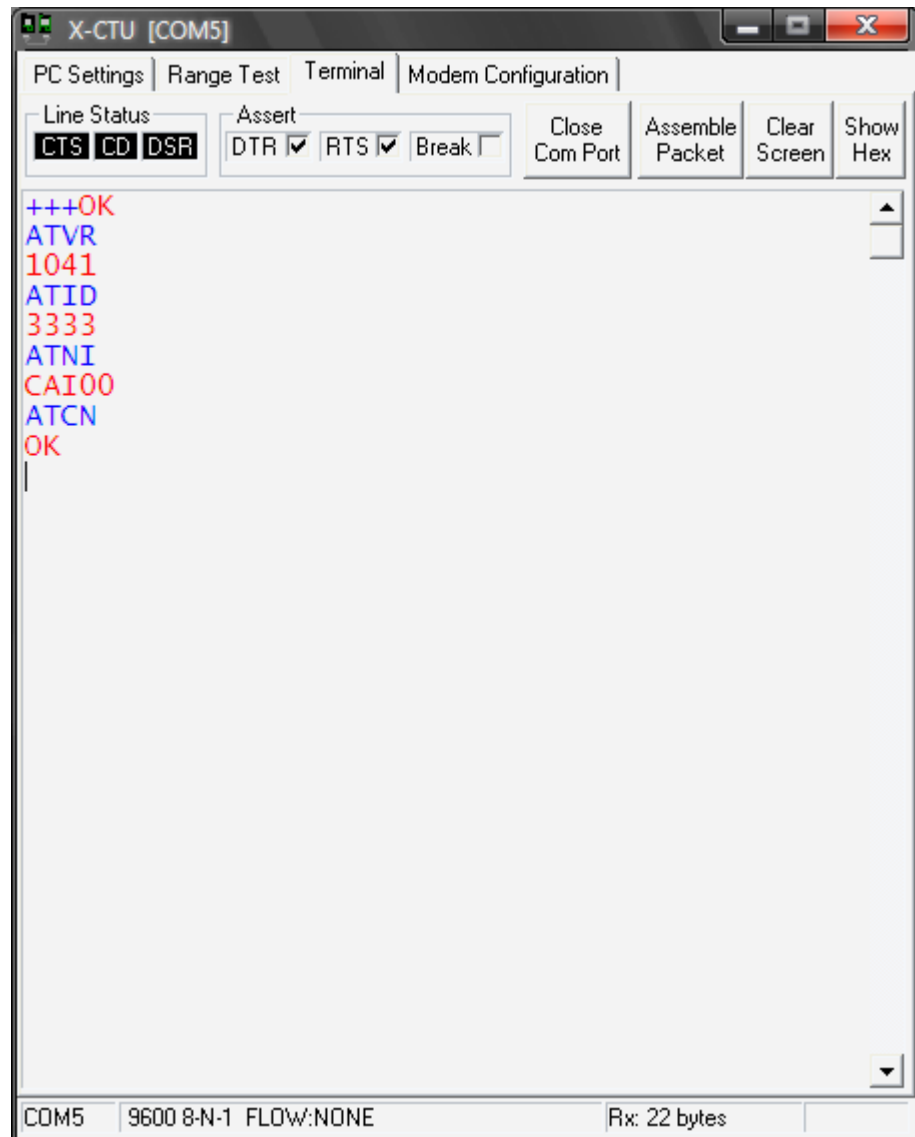 X-CTU [COM5]
PC Settings Range Test Terminal Modem Configuration
Line Status
CTS CD DSR
Assert
DTR RTS Break
Close Com Port
Assemble Packet
Clear Screen
Show Hex
+++OK
ATVR
1041
ATID
3333
ATNI
CAI00
ATCN
OK
COM5 9600 8-N-1 FLOW:NONE Rx: 22 bytes